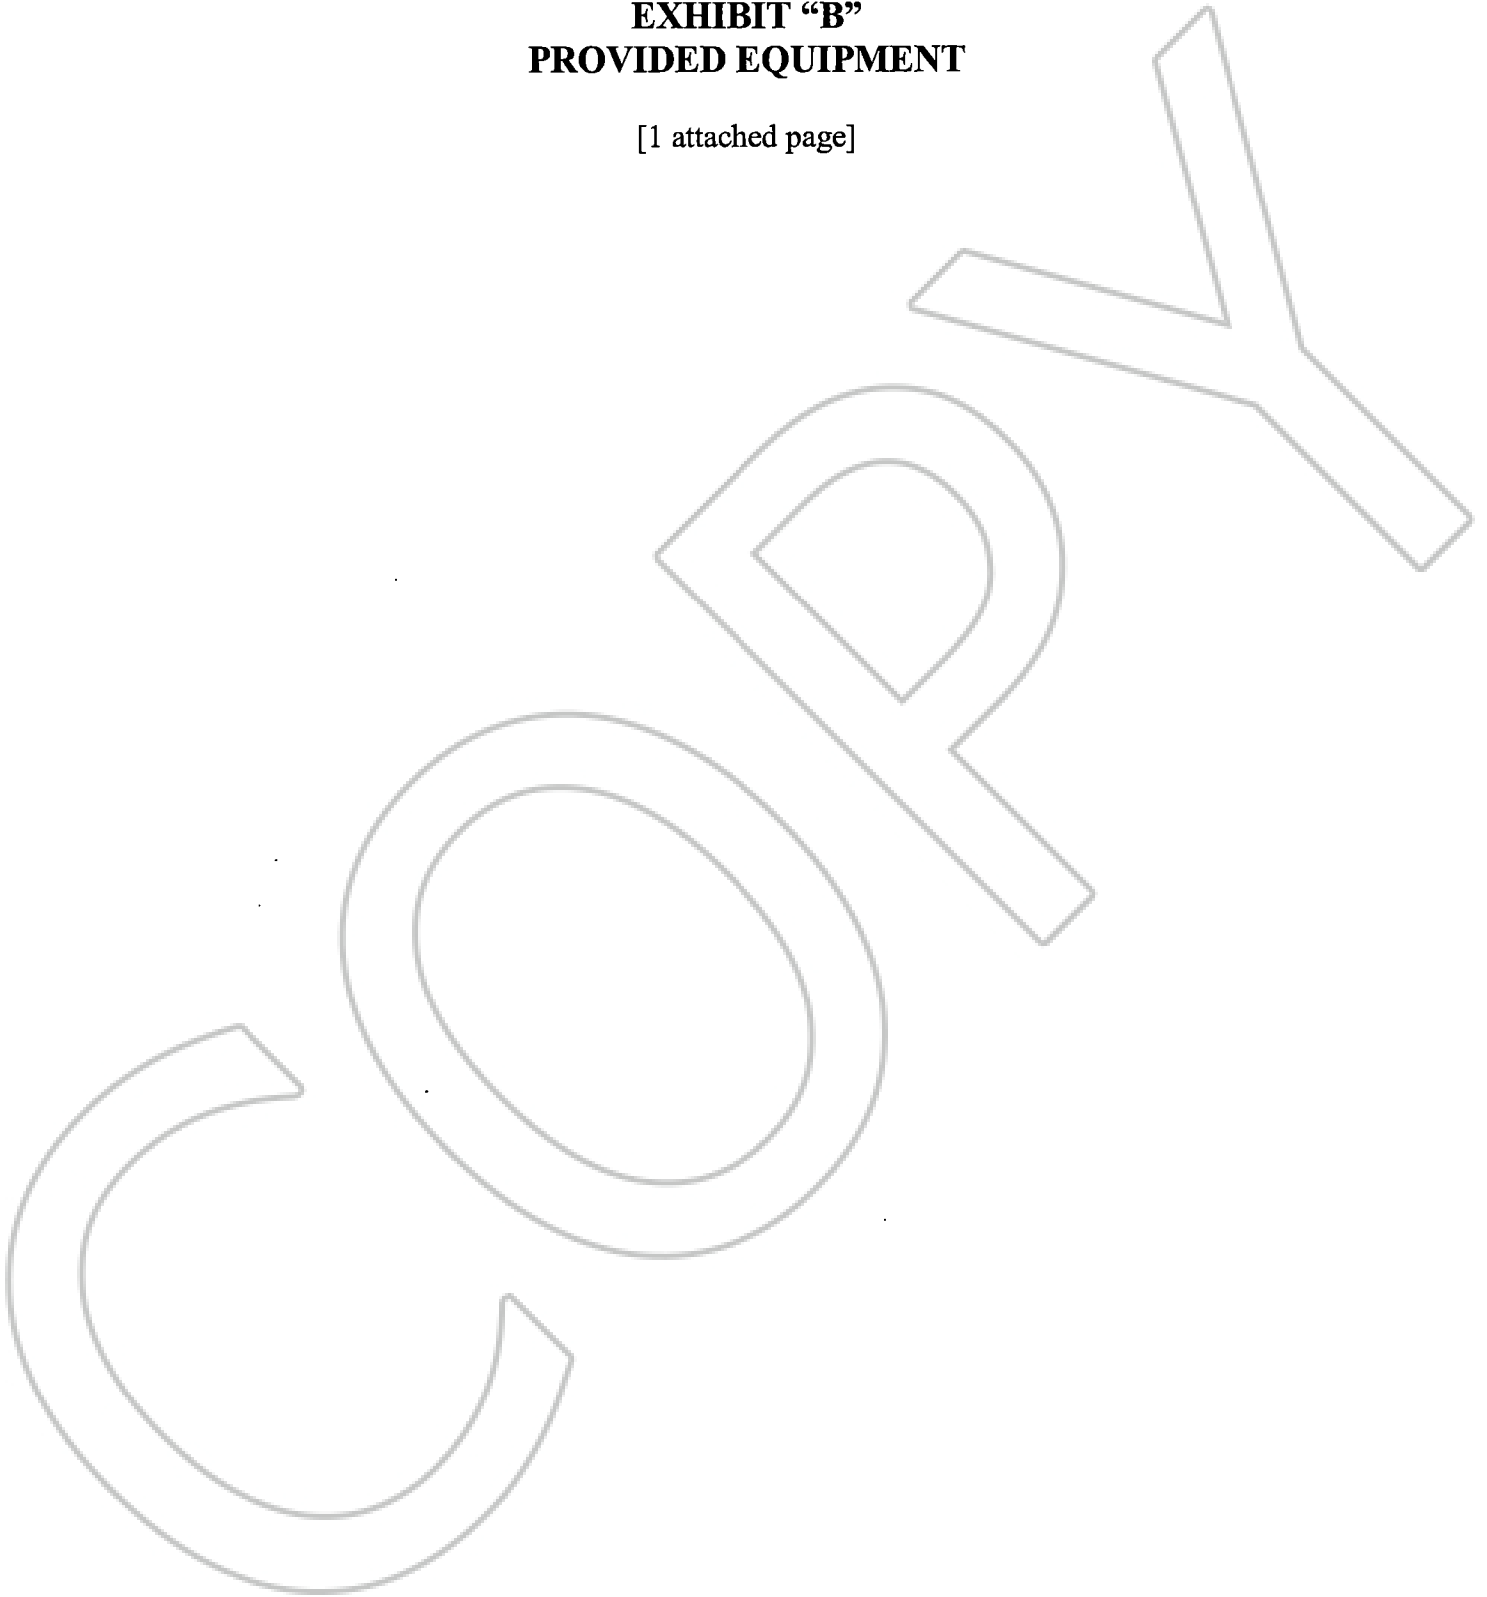 EXHIBIT “B”
PROVIDED EQUIPMENT
[1 attached page]
COPY